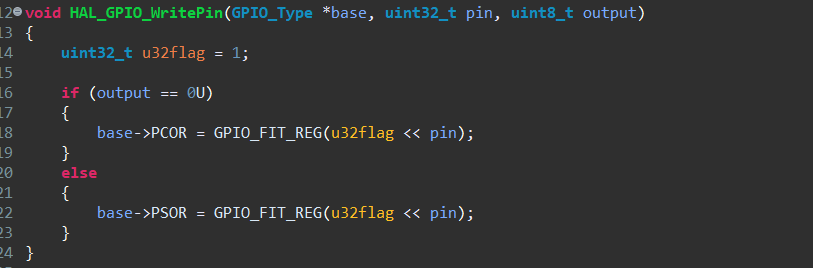 12 void HAL_GPIO_WritePin(GPIO_Type *base, uint32_t pin, uint8_t output)
13 {
14     uint32_t u32flag = 1;
15
16     if (output == 0U)
17     {
18         base->PCOR = GPIO_FIT_REG(u32flag << pin);
19     }
20     else
21     {
22         base->PSOR = GPIO_FIT_REG(u32flag << pin);
23     }
24 }